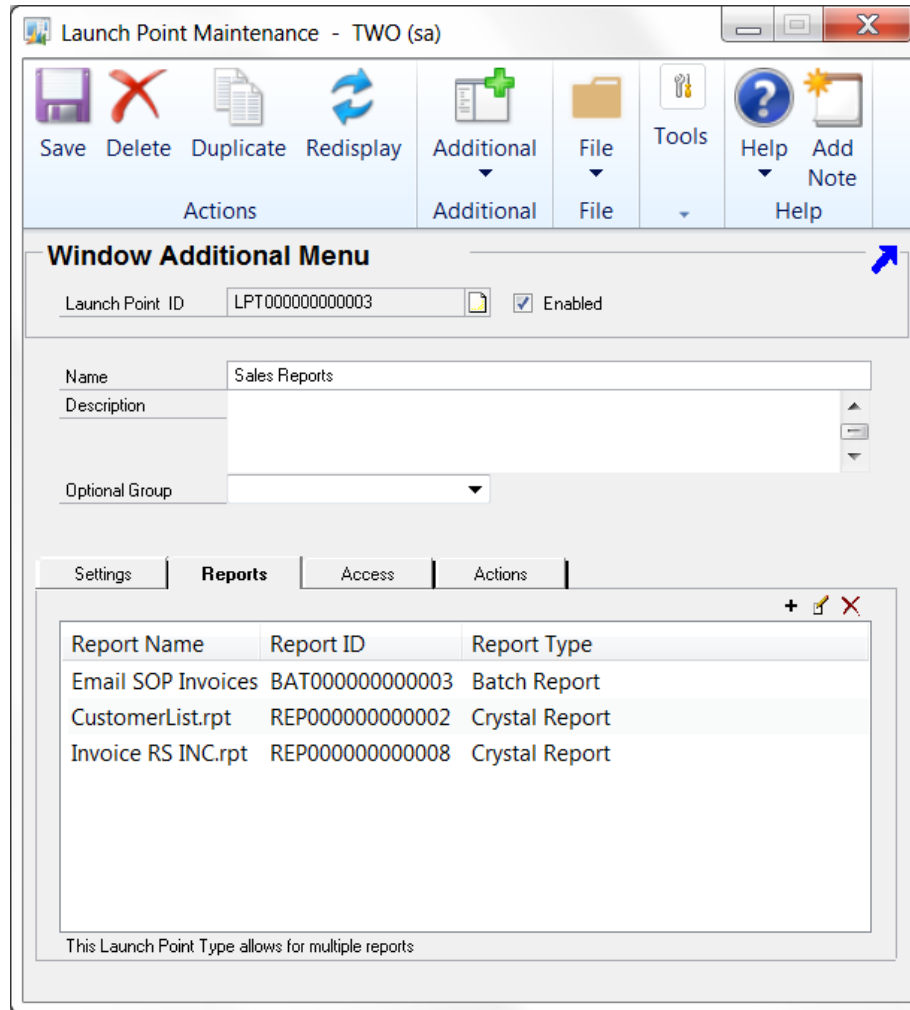 Launch Point Maintenance - TWO (sa)
Save Delete Duplicate Redisplay Additional File Tools Help Add Note
Actions Additional File Help
Window Additional Menu
Launch Point ID LPT000000000003 Enabled
Name Sales Reports
Description
Optional Group
Settings Reports Access Actions
Report Name Report ID Report Type
Email SOP Invoices BAT000000000003 Batch Report
CustomerList.rpt REP000000000002 Crystal Report
Invoice RS INC.rpt REP000000000008 Crystal Report
This Launch Point Type allows for multiple reports